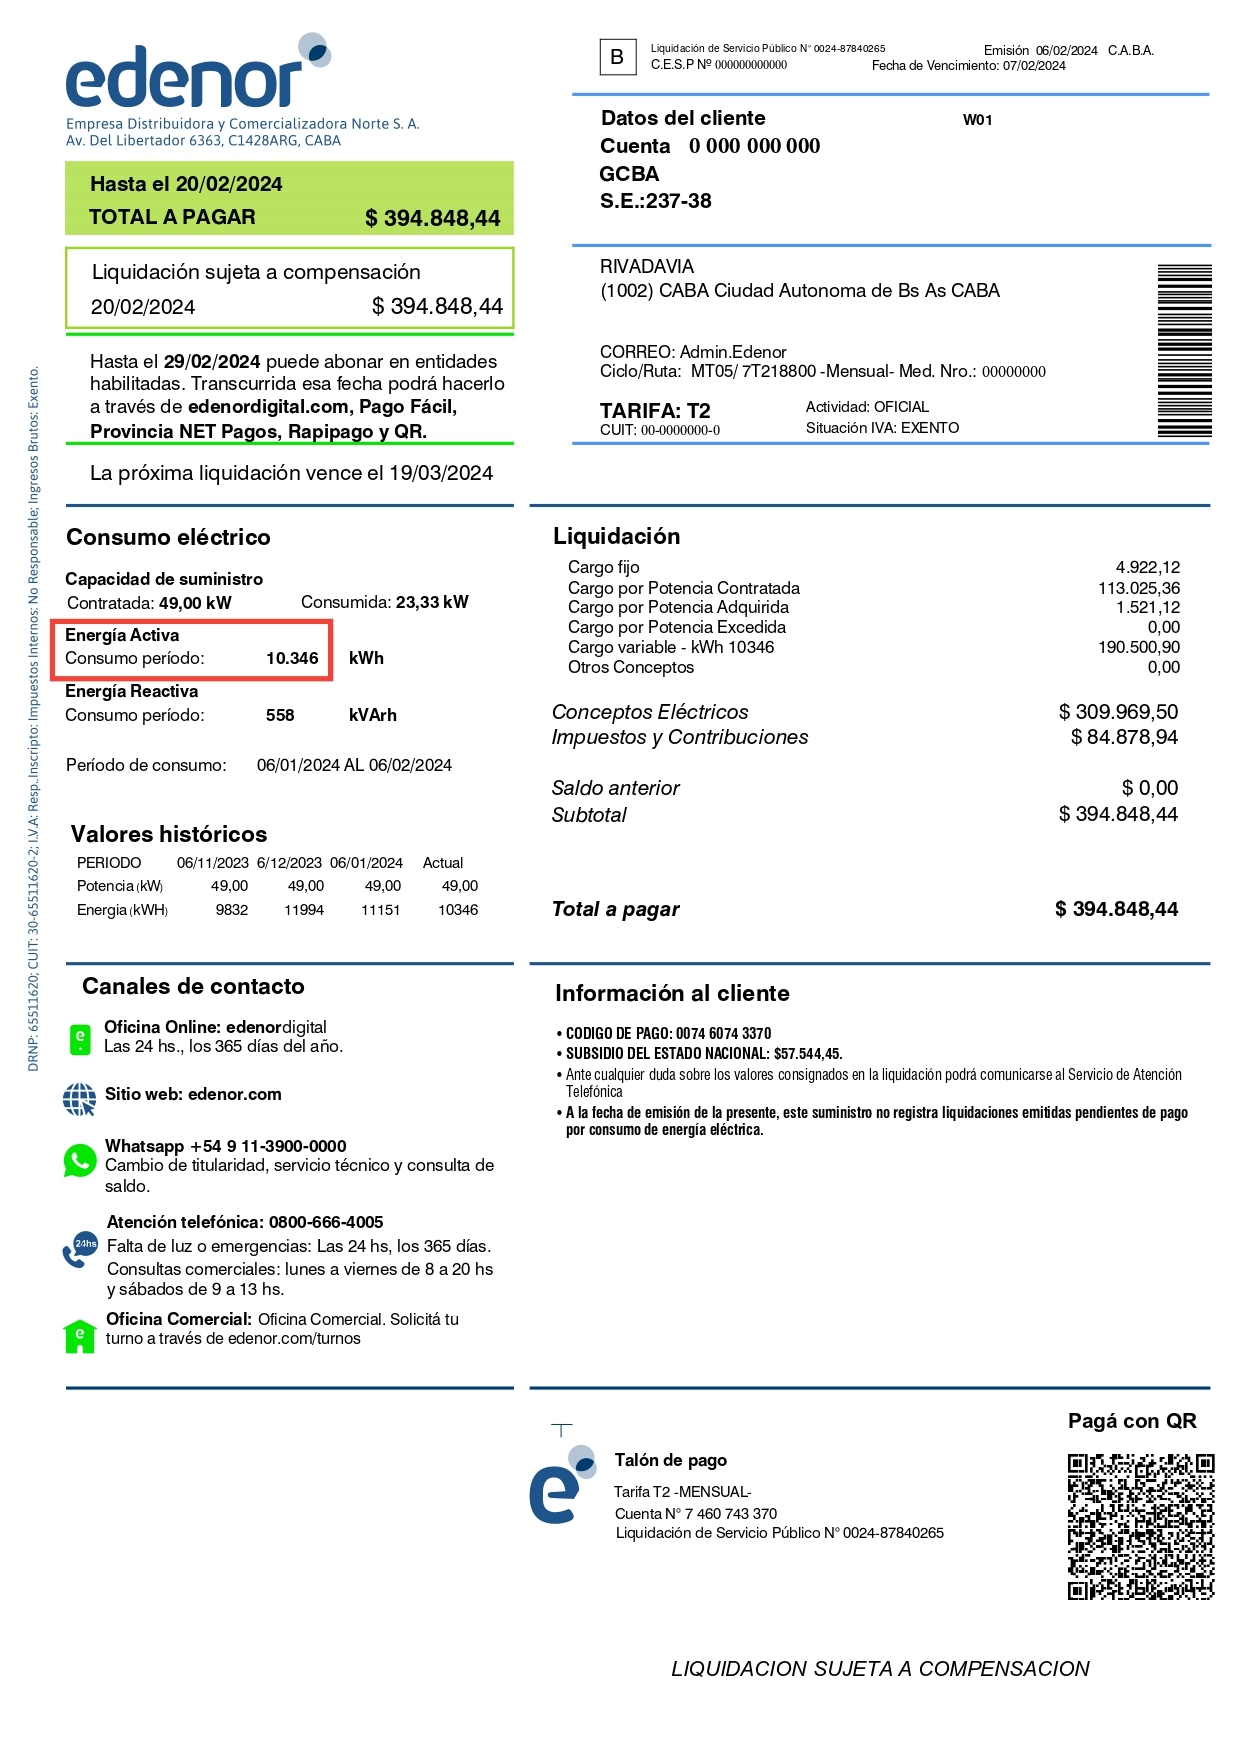 edenor
Empresa Distribuidora y Comercializadora Norte S. A.
Av. Del Libertador 6363, C1428ARG, CABA
B
Liquidación de Servicio Público N° 0024-87840265
C.E.S.P Nº 000000000000
Emisión 06/02/2024 C.A.B.A.
Fecha de Vencimiento: 07/02/2024
Hasta el 20/02/2024
TOTAL A PAGAR $ 394.848,44
Liquidación sujeta a compensación
20/02/2024 $ 394.848,44
Hasta el 29/02/2024 puede abonar en entidades
habilitadas. Transcurrida esa fecha podrá hacerlo
a través de edenordigital.com, Pago Fácil,
Provincia NET Pagos, Rapipago y QR.
La próxima liquidación vence el 19/03/2024
Datos del cliente W01
Cuenta 0 000 000 000
GCBA
S.E.:237-38
RIVADAVIA
(1002) CABA Ciudad Autonoma de Bs As CABA
CORREO: Admin.Edenor
Ciclo/Ruta: MT05/ 7T218800 -Mensual- Med. Nro.: 00000000
TARIFA: T2 Actividad: OFICIAL
CUIT: 00-0000000-0 Situación IVA: EXENTO
DRNP: 65511620; CUIT: 30-65511620-2; I.V.A: Resp..Inscripto: Impuestos Internos: No Responsable; Ingresos Brutos: Exento.
Consumo eléctrico
Capacidad de suministro
Contratada: 49,00 kW Consumida: 23,33 kW
Energía Activa
Consumo período: 10.346 kWh
Energía Reactiva
Consumo período: 558 kVArh
Período de consumo: 06/01/2024 AL 06/02/2024
Valores históricos
PERIODO 06/11/2023 6/12/2023 06/01/2024 Actual
Potencia (kW) 49,00 49,00 49,00 49,00
Energia (kWH) 9832 11994 11151 10346
Liquidación
Cargo fijo 4.922,12
Cargo por Potencia Contratada 113.025,36
Cargo por Potencia Adquirida 1.521,12
Cargo por Potencia Excedida 0,00
Cargo variable - kWh 10346 190.500,90
Otros Conceptos 0,00
Conceptos Eléctricos $ 309.969,50
Impuestos y Contribuciones $ 84.878,94
Saldo anterior $ 0,00
Subtotal $ 394.848,44
Total a pagar $ 394.848,44
Canales de contacto
e
Oficina Online: edenordigital
Las 24 hs., los 365 días del año.
Sitio web: edenor.com
Whatsapp +54 9 11-3900-0000
Cambio de titularidad, servicio técnico y consulta de
saldo.
24hs
Atención telefónica: 0800-666-4005
Falta de luz o emergencias: Las 24 hs, los 365 días.
Consultas comerciales: lunes a viernes de 8 a 20 hs
y sábados de 9 a 13 hs.
e
Oficina Comercial: Oficina Comercial. Solicitá tu
turno a través de edenor.com/turnos
Información al cliente
• CODIGO DE PAGO: 0074 6074 3370
• SUBSIDIO DEL ESTADO NACIONAL: $57.544,45.
• Ante cualquier duda sobre los valores consignados en la liquidación podrá comunicarse al Servicio de Atención
Telefónica
• A la fecha de emisión de la presente, este suministro no registra liquidaciones emitidas pendientes de pago
por consumo de energía eléctrica.
e
Talón de pago
Tarifa T2 -MENSUAL-
Cuenta N° 7 460 743 370
Liquidación de Servicio Público N° 0024-87840265
Pagá con QR
LIQUIDACION SUJETA A COMPENSACION